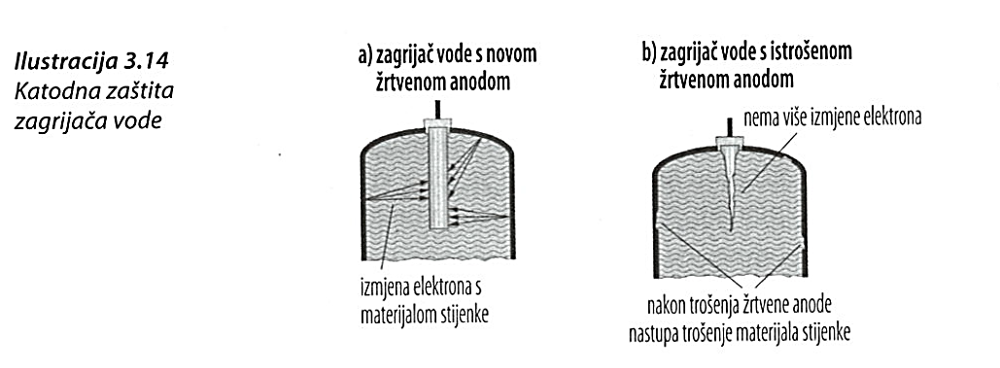 Ilustracija 3.14
Katodna zaštita
zagrijača vode
a) zagrijač vode s novom
žrtvenom anodom
izmjena elektrona s
materijalom stijenke
b) zagrijač vode s istrošenom
žrtvenom anodom
nema više izmjene elektrona
nakon trošenja žrtvene anode
nastupa trošenje materijala stijenke